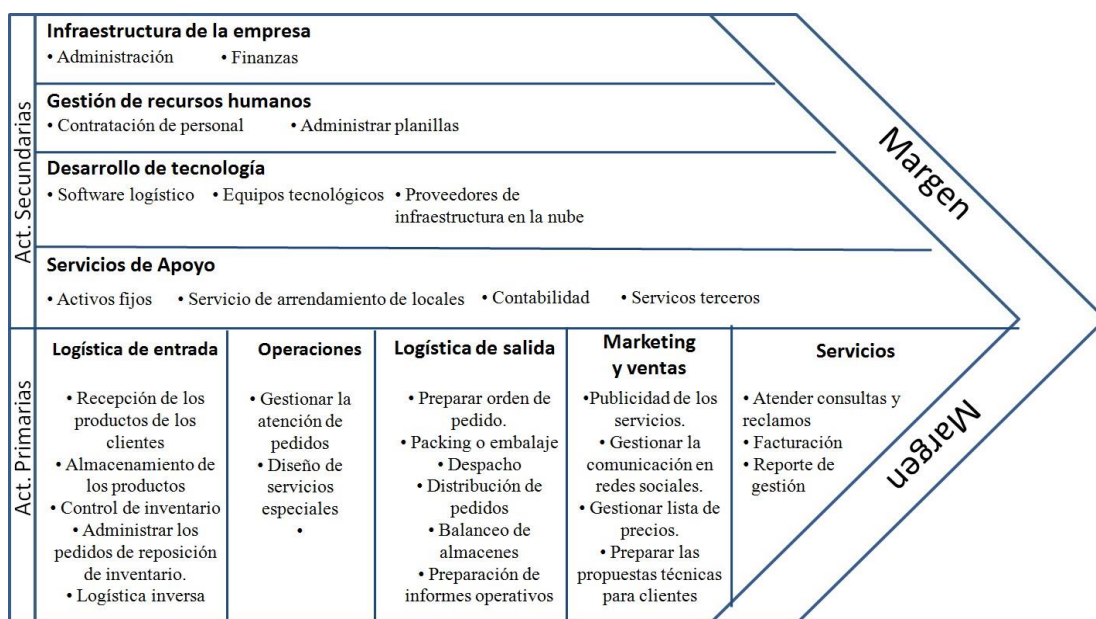 Act. Secundarias
Infraestructura de la empresa
• Administración • Finanzas
Gestión de recursos humanos
• Contratación de personal • Administrar planillas
Desarrollo de tecnología
• Software logístico • Equipos tecnológicos • Proveedores de
infraestructura en la nube
Servicios de Apoyo
• Activos fijos • Servicio de arrendamiento de locales • Contabilidad • Servicos terceros
Margen
Act. Primarias
Logística de entrada
• Recepción de los
productos de los
clientes
• Almacenamiento de
los productos
• Control de inventario
• Administrar los
pedidos de reposición
de inventario.
• Logística inversa
Operaciones
• Gestionar la
atención de
pedidos
• Diseño de
servicios
especiales
•
Logística de salida
• Preparar orden de
pedido.
• Packing o embalaje
• Despacho
• Distribución de
pedidos
• Balanceo de
almacenes
• Preparación de
informes operativos
Marketing
y ventas
•Publicidad de los
servicios.
• Gestionar la
comunicación en
redes sociales.
• Gestionar lista de
precios.
• Preparar las
propuestas técnicas
para clientes
Servicios
• Atender consultas y
reclamos
• Facturación
• Reporte de
gestión
Margen